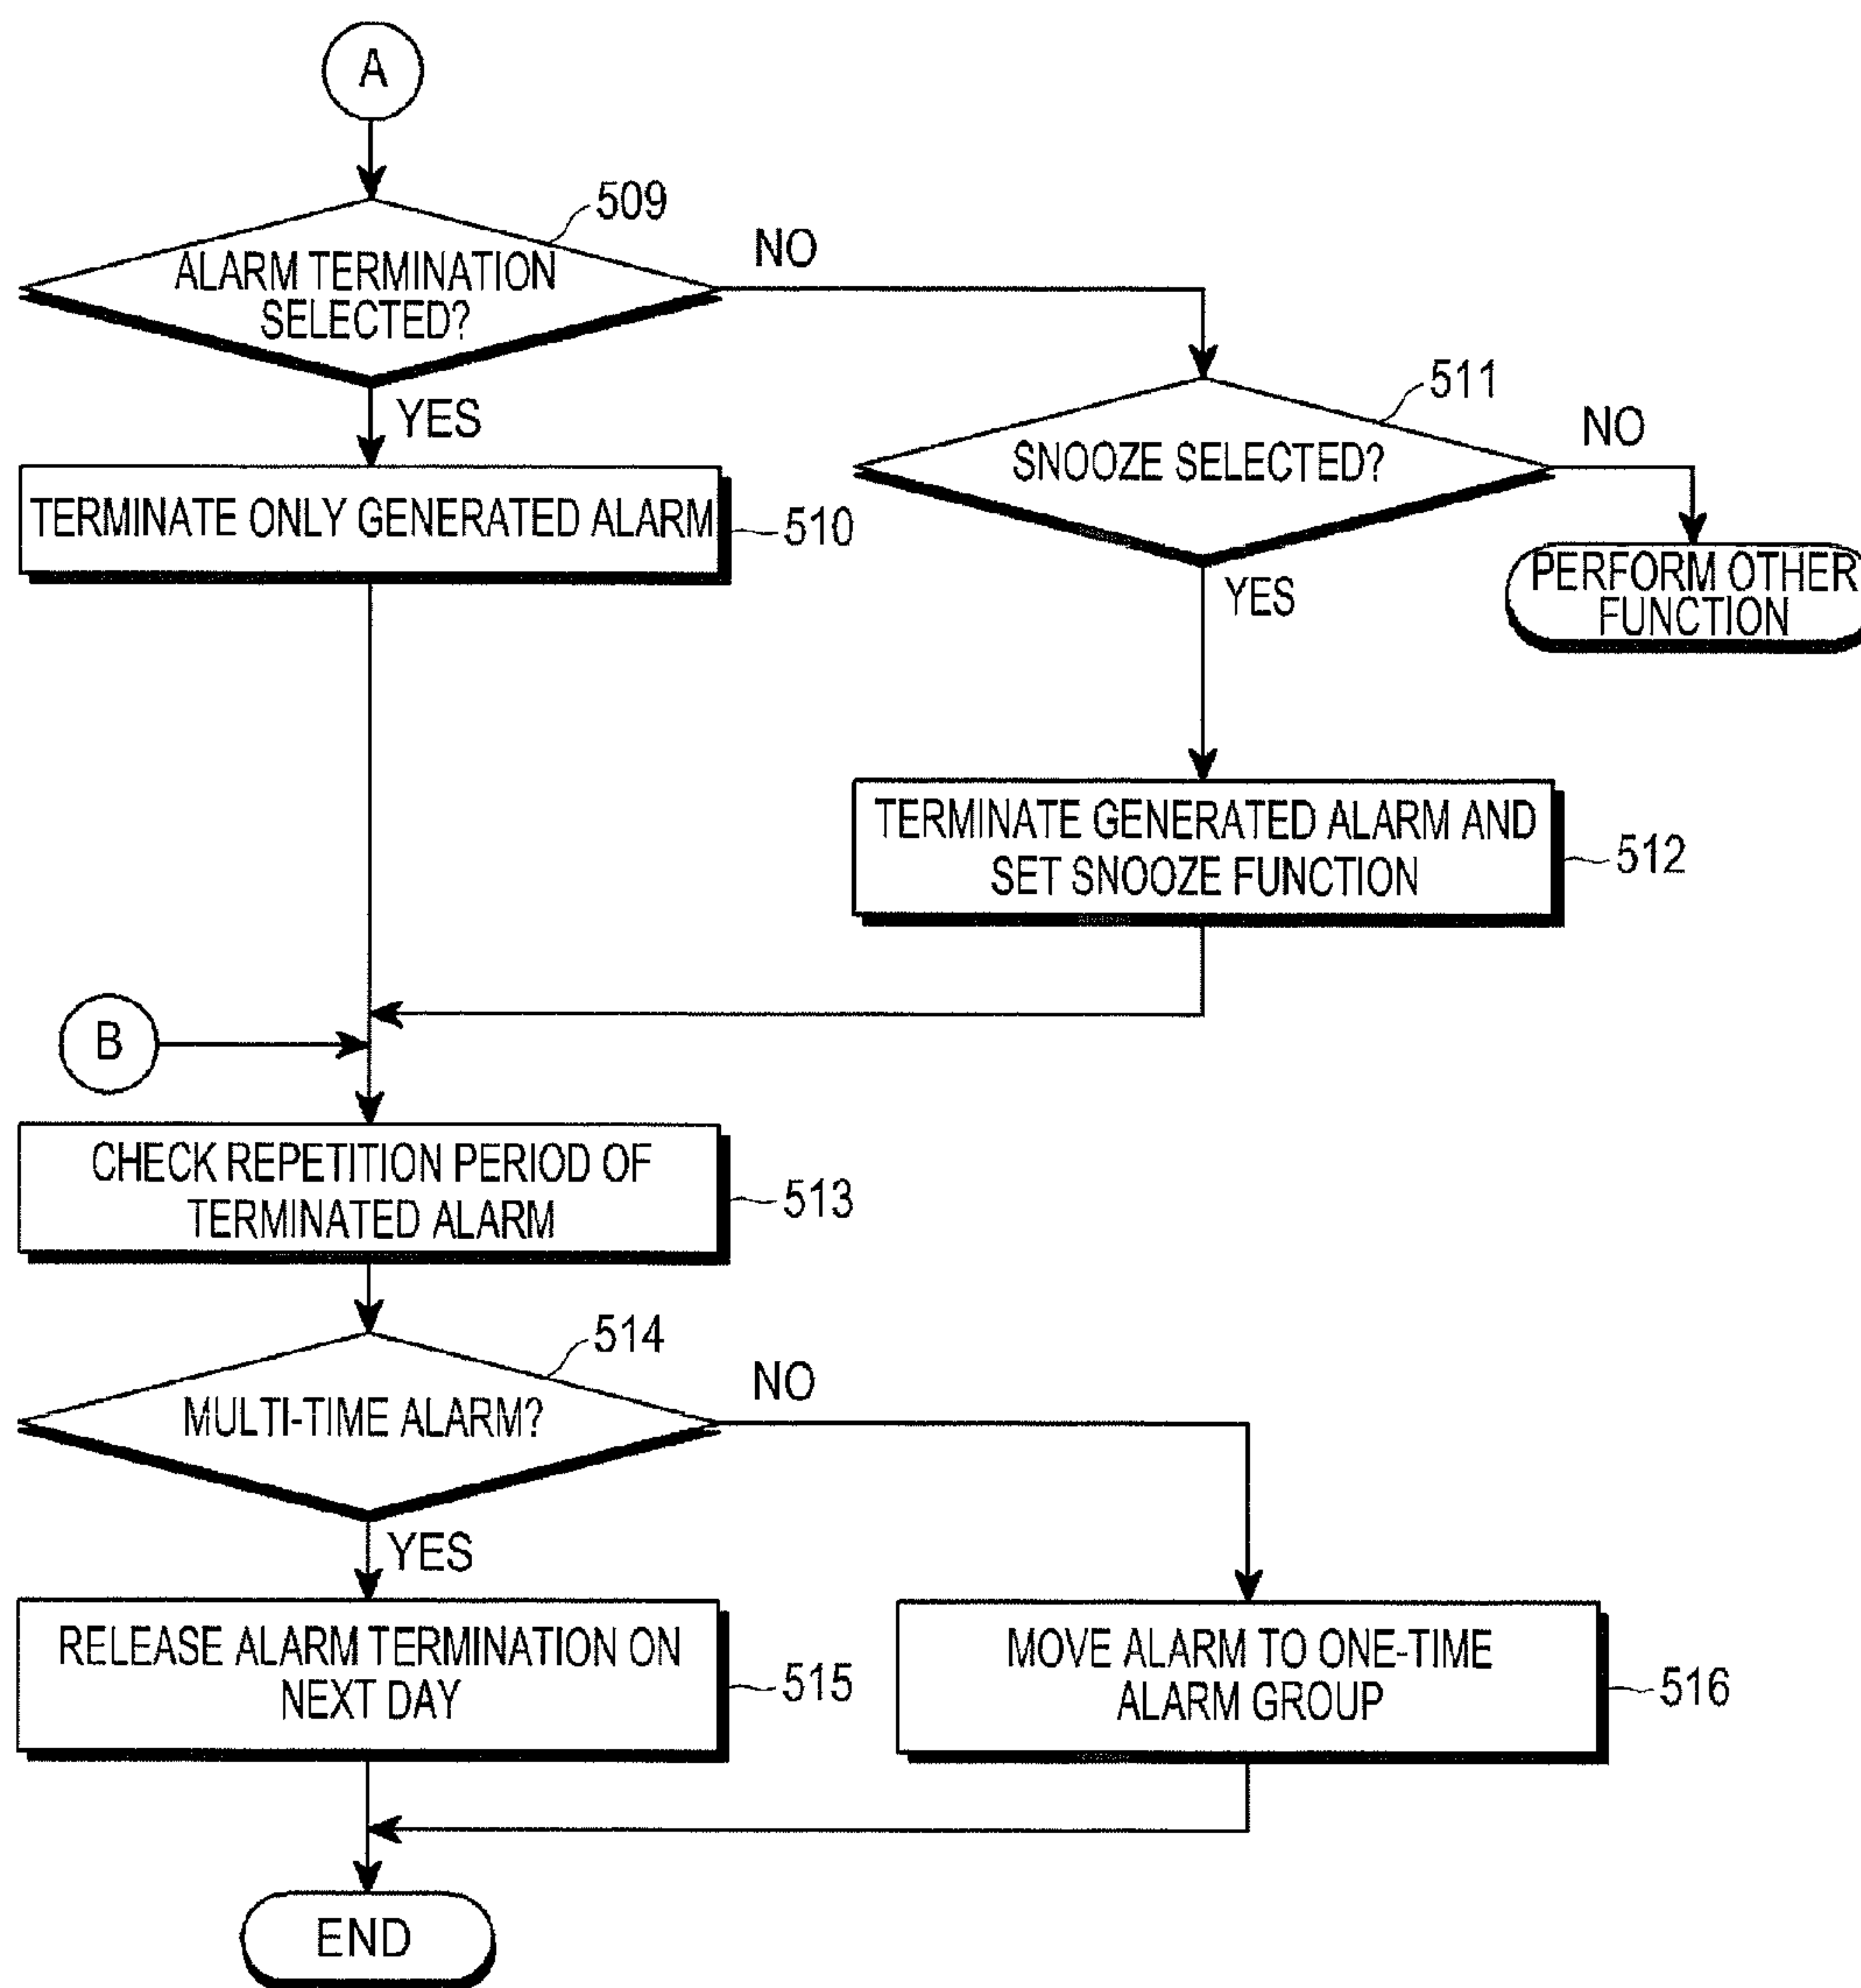 A
509
ALARM TERMINATION
SELECTED?
NO
YES
511
SNOOZE SELECTED?
NO
YES
TERMINATE ONLY GENERATED ALARM
510
PERFORM OTHER
FUNCTION
TERMINATE GENERATED ALARM AND
SET SNOOZE FUNCTION
512
B
CHECK REPETITION PERIOD OF
TERMINATED ALARM
513
514
MULTI-TIME ALARM?
NO
YES
RELEASE ALARM TERMINATION ON
NEXT DAY
515
MOVE ALARM TO ONE-TIME
ALARM GROUP
516
END